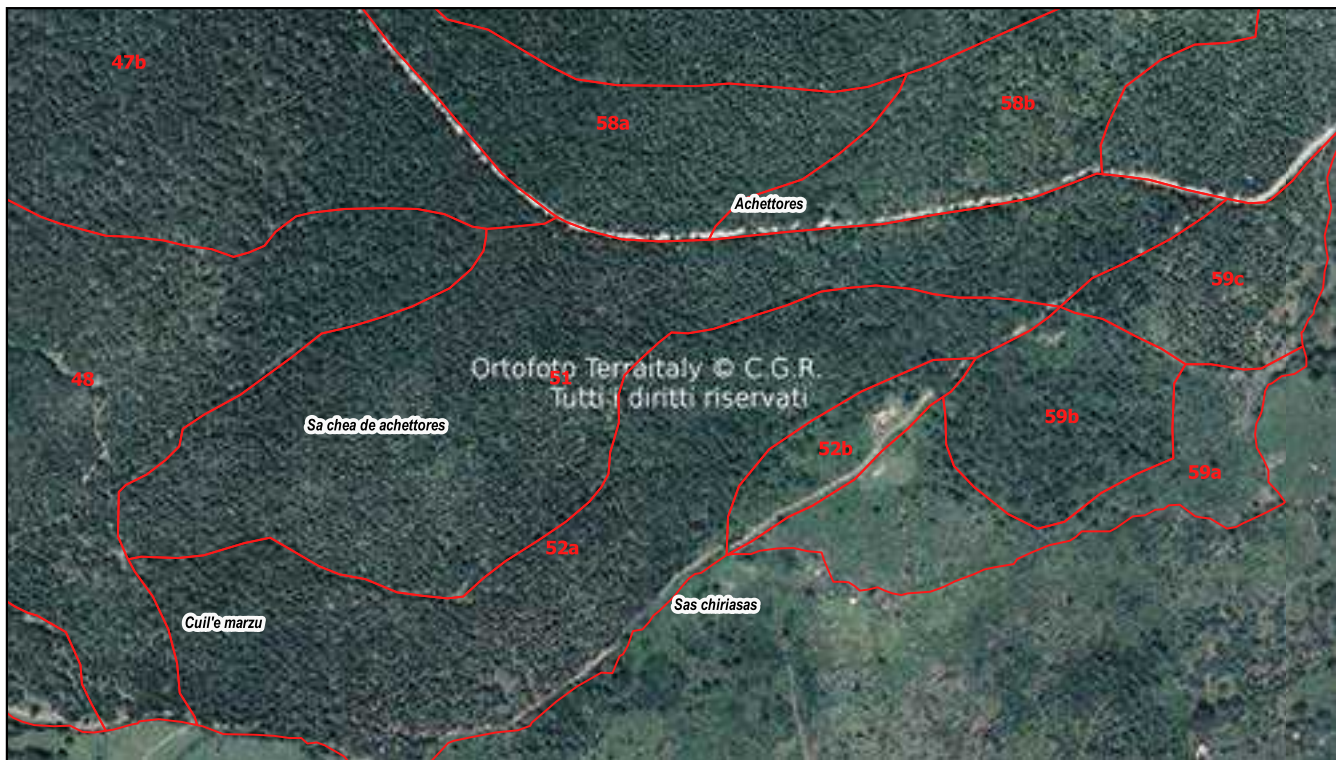 47b
58b
58a
Achettores
59c
Ortofoto Terraitaly © C.G.R.
48
51
Tutti i diritti riservati
59b
Sa chea de achettores
52b
59a
52a
Sas chiriasas
Cuil'e marzu